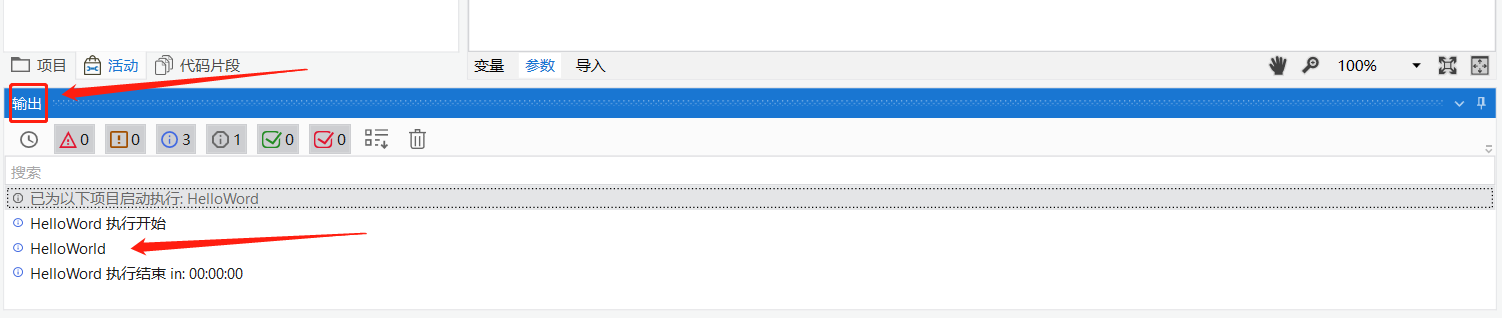 项目 活动 代码片段 变量 参数 导入 100%
输出
0 0 3 1 0 0
搜索
已为以下项目启动执行: HelloWord
HelloWord 执行开始
HelloWorld
HelloWord 执行结束 in: 00:00:00